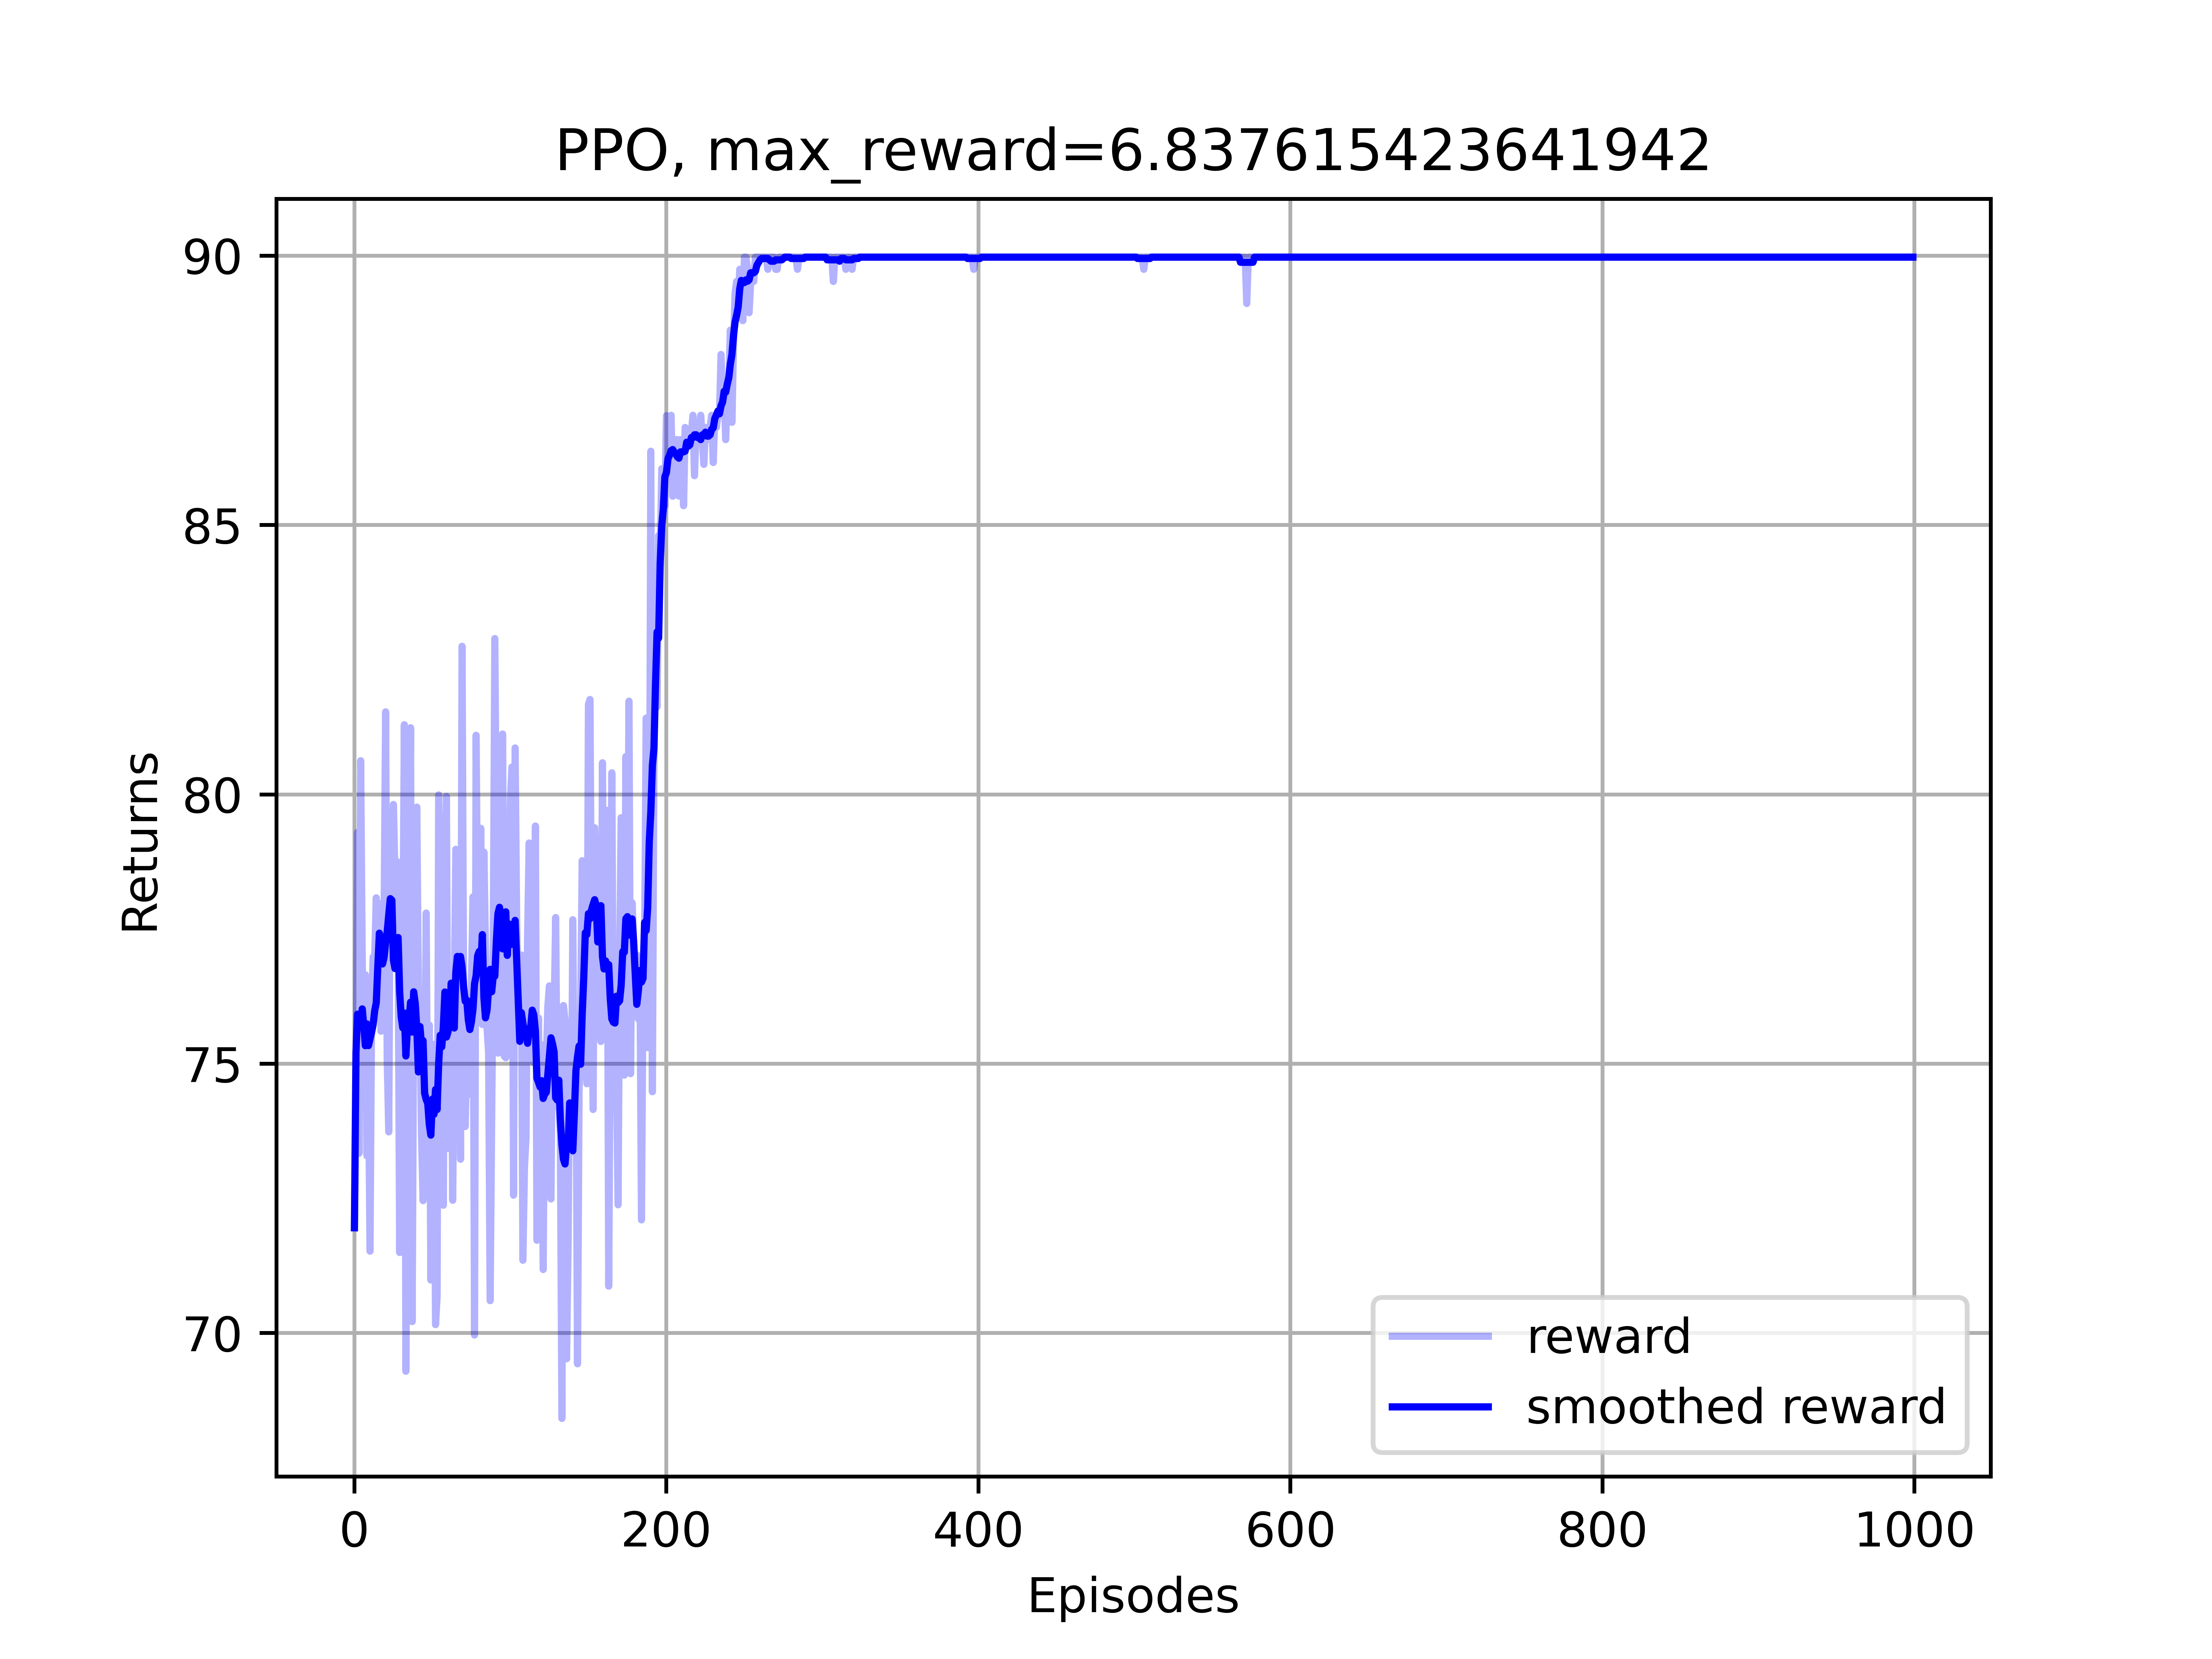 PPO, max_reward=6.837615423641942
90
85
80
75
70
Returns
0 200 400 600 800 1000
Episodes
reward
smoothed reward